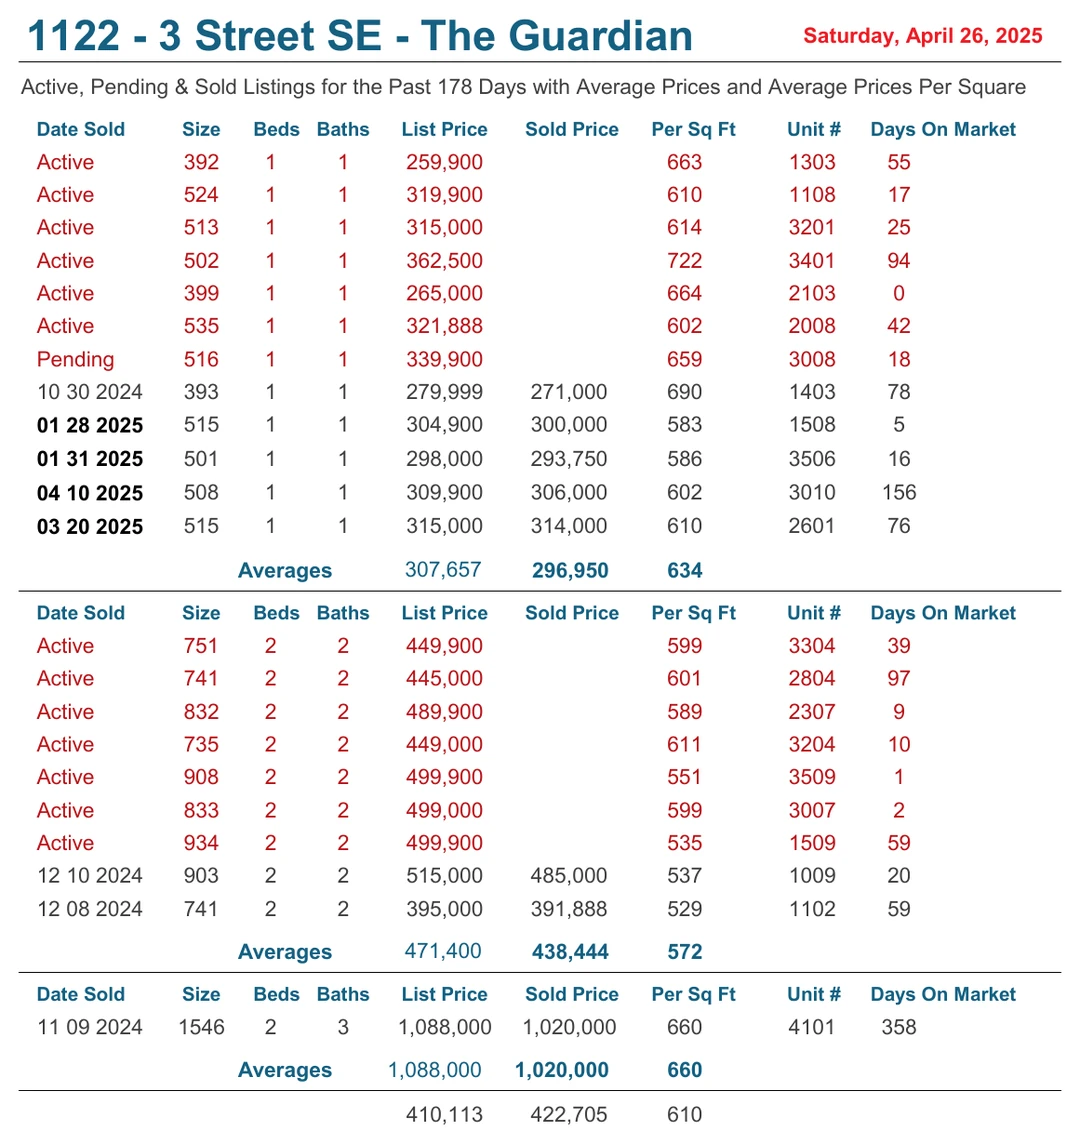 1122 - 3 Street SE - The Guardian Saturday, April 26, 2025
Active, Pending & Sold Listings for the Past 178 Days with Average Prices and Average Prices Per Square
Date Sold Size Beds Baths List Price Sold Price Per Sq Ft Unit # Days On Market
Active 392 1 1 259,900 663 1303 55
Active 524 1 1 319,900 610 1108 17
Active 513 1 1 315,000 614 3201 25
Active 502 1 1 362,500 722 3401 94
Active 399 1 1 265,000 664 2103 0
Active 535 1 1 321,888 602 2008 42
Pending 516 1 1 339,900 659 3008 18
10 30 2024 393 1 1 279,999 271,000 690 1403 78
01 28 2025 515 1 1 304,900 300,000 583 1508 5
01 31 2025 501 1 1 298,000 293,750 586 3506 16
04 10 2025 508 1 1 309,900 306,000 602 3010 156
03 20 2025 515 1 1 315,000 314,000 610 2601 76
Averages 307,657 296,950 634
Date Sold Size Beds Baths List Price Sold Price Per Sq Ft Unit # Days On Market
Active 751 2 2 449,900 599 3304 39
Active 741 2 2 445,000 601 2804 97
Active 832 2 2 489,900 589 2307 9
Active 735 2 2 449,000 611 3204 10
Active 908 2 2 499,900 551 3509 1
Active 833 2 2 499,000 599 3007 2
Active 934 2 2 499,900 535 1509 59
12 10 2024 903 2 2 515,000 485,000 537 1009 20
12 08 2024 741 2 2 395,000 391,888 529 1102 59
Averages 471,400 438,444 572
Date Sold Size Beds Baths List Price Sold Price Per Sq Ft Unit # Days On Market
11 09 2024 1546 2 3 1,088,000 1,020,000 660 4101 358
Averages 1,088,000 1,020,000 660
410,113 422,705 610